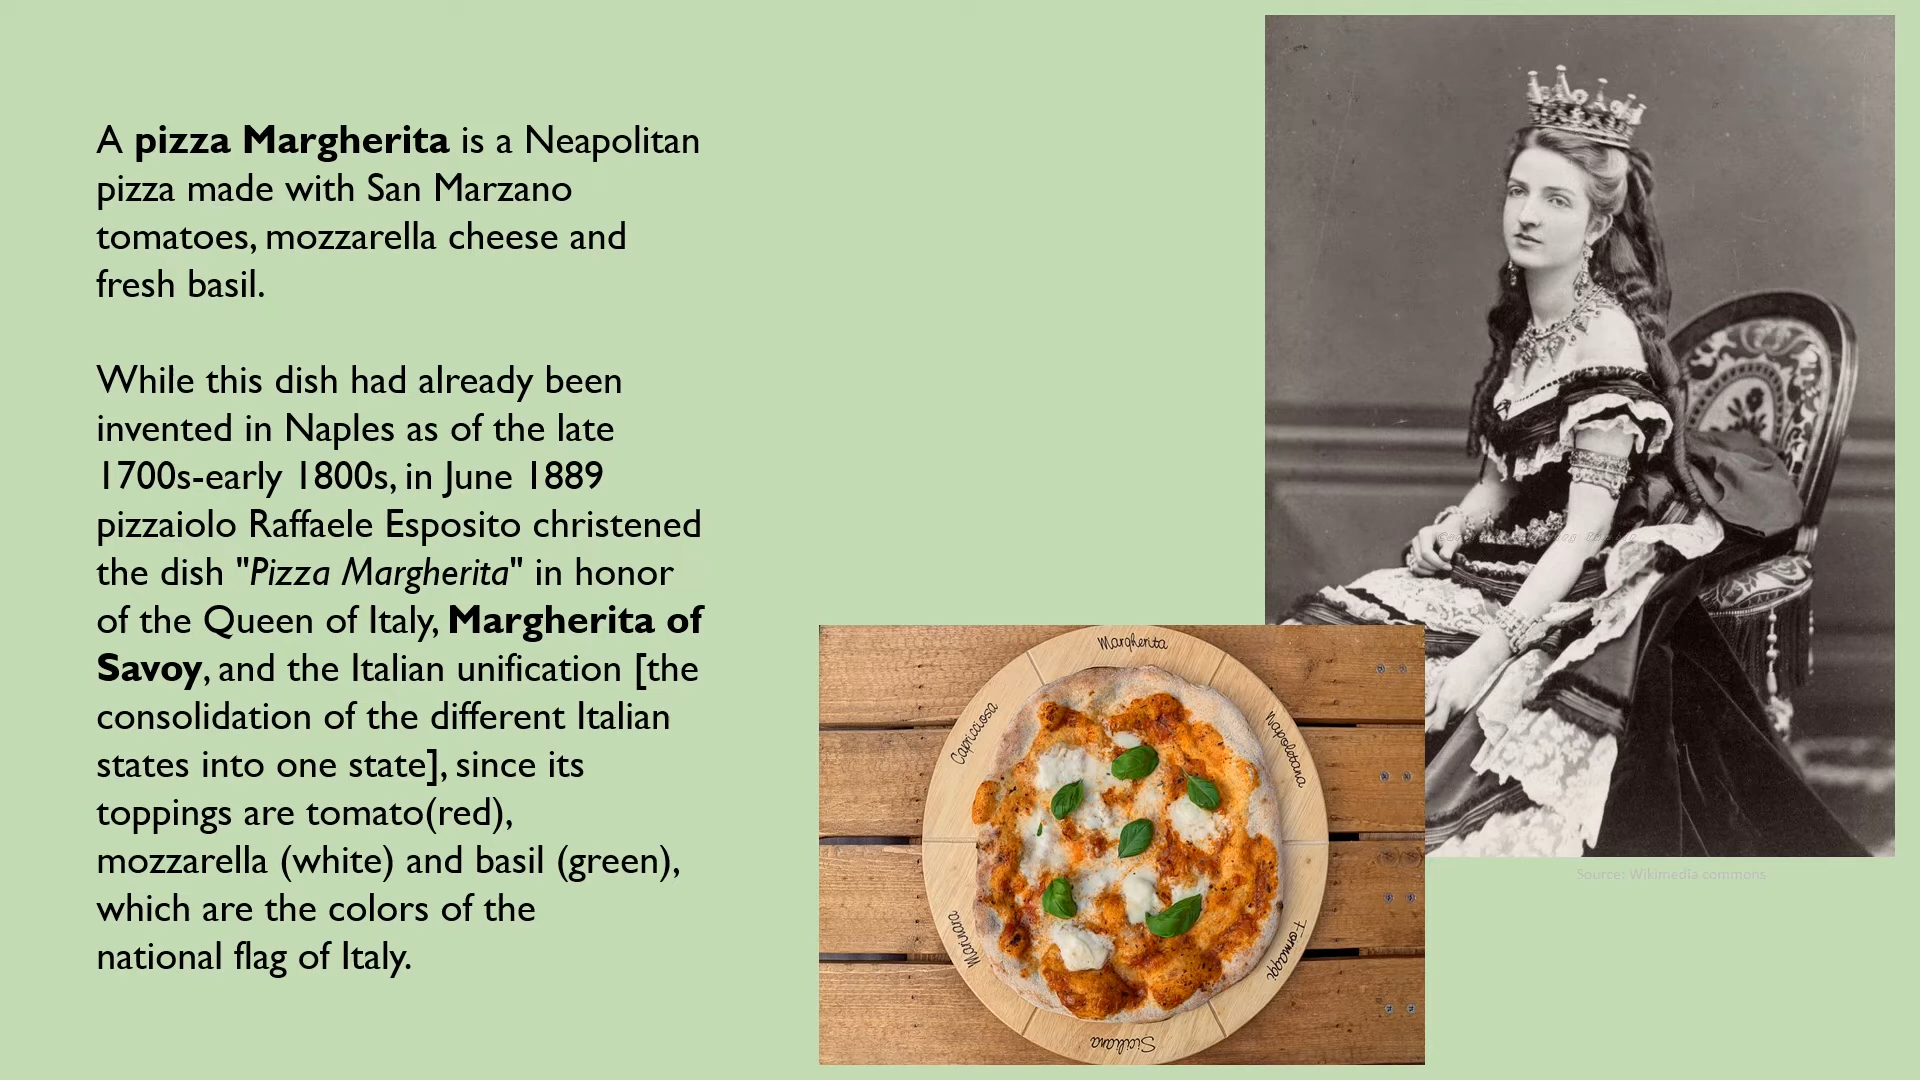 A pizza Margherita is a Neapolitan
pizza made with San Marzano
tomatoes, mozzarella cheese and
fresh basil.
While this dish had already been
invented in Naples as of the late
1700s-early 1800s, in June 1889
pizzaiolo Raffaele Esposito christened
the dish "Pizza Margherita" in honor
of the Queen of Italy, Margherita of
Savoy, and the Italian unification [the
consolidation of the different Italian
states into one state], since its
toppings are tomato(red),
mozzarella (white) and basil (green),
which are the colors of the
national flag of Italy.
Margherita
Napoletana
Formaggi
Siciliana
Marinara
Capricciosa
Source: Wikimedia commons